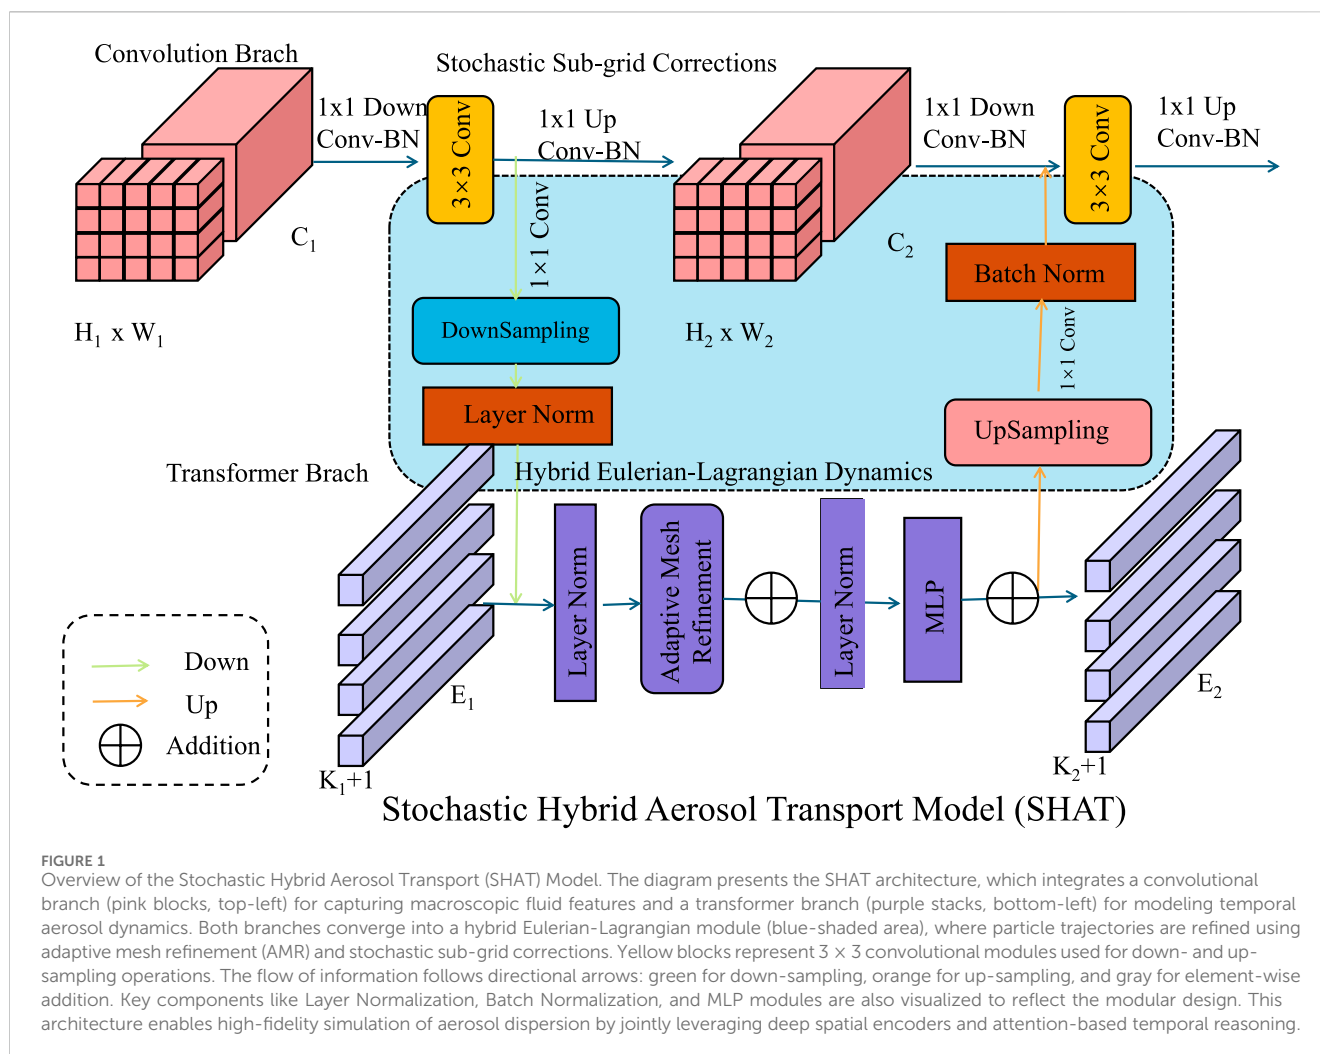 Convolution Brach
Stochastic Sub-grid Corrections
1x1 Down
Conv-BN
3×3 Conv
1x1 Up
Conv-BN
1x1 Down
Conv-BN
3×3 Conv
1x1 Up
Conv-BN
C₁
1×1 Conv
C₂
Batch Norm
H₁ x W₁
DownSampling
H₂ x W₂
1×1 Conv
Layer Norm
UpSampling
Transformer Brach
Hybrid Eulerian-Lagrangian Dynamics
Layer Norm
Adaptive Mesh
Refinement
Layer Norm
MLP
Down
Up
Addition
E₁
E₂
K₁+1
K₂+1
Stochastic Hybrid Aerosol Transport Model (SHAT)
FIGURE 1
Overview of the Stochastic Hybrid Aerosol Transport (SHAT) Model. The diagram presents the SHAT architecture, which integrates a convolutional
branch (pink blocks, top-left) for capturing macroscopic fluid features and a transformer branch (purple stacks, bottom-left) for modeling temporal
aerosol dynamics. Both branches converge into a hybrid Eulerian-Lagrangian module (blue-shaded area), where particle trajectories are refined using
adaptive mesh refinement (AMR) and stochastic sub-grid corrections. Yellow blocks represent 3 × 3 convolutional modules used for down- and up-
sampling operations. The flow of information follows directional arrows: green for down-sampling, orange for up-sampling, and gray for element-wise
addition. Key components like Layer Normalization, Batch Normalization, and MLP modules are also visualized to reflect the modular design. This
architecture enables high-fidelity simulation of aerosol dispersion by jointly leveraging deep spatial encoders and attention-based temporal reasoning.